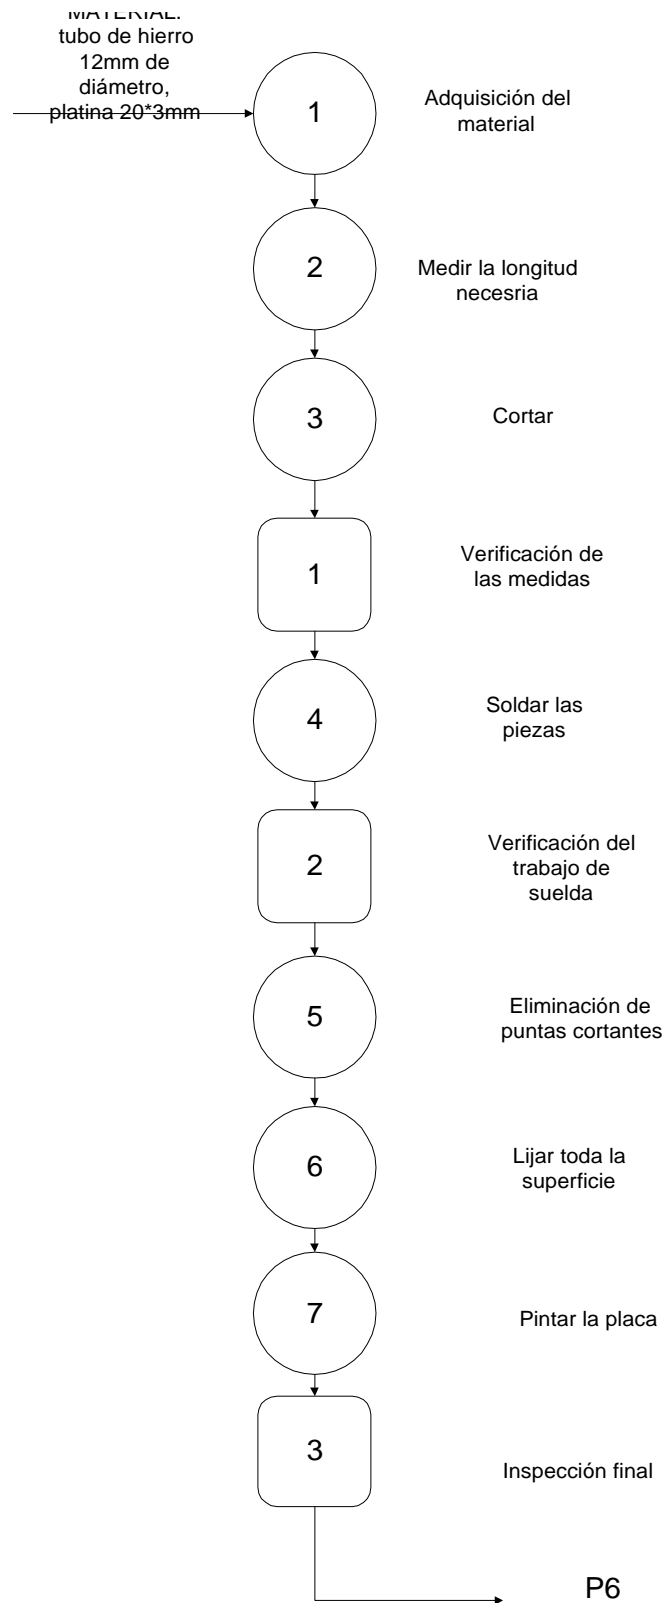 MATERIAL:
tubo de hierro
12mm de
diámetro,
platina 20*3mm
1
Adquisición del
material
2
Medir la longitud
necesria
3
Cortar
1
Verificación de
las medidas
4
Soldar las
piezas
2
Verificación del
trabajo de
suelda
5
Eliminación de
puntas cortantes
6
Lijar toda la
superficie
7
Pintar la placa
3
Inspección final
P6